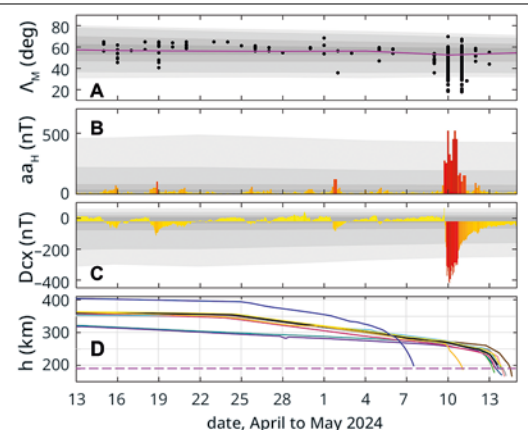 80
60
40
20
Λ_M (deg)
A
500
0
aa_H (nT)
B
0
−200
−400
Dcx (nT)
C
400
300
200
h (km)
D
13 16 19 22 25 28 1 4 7 10 13
date, April to May 2024